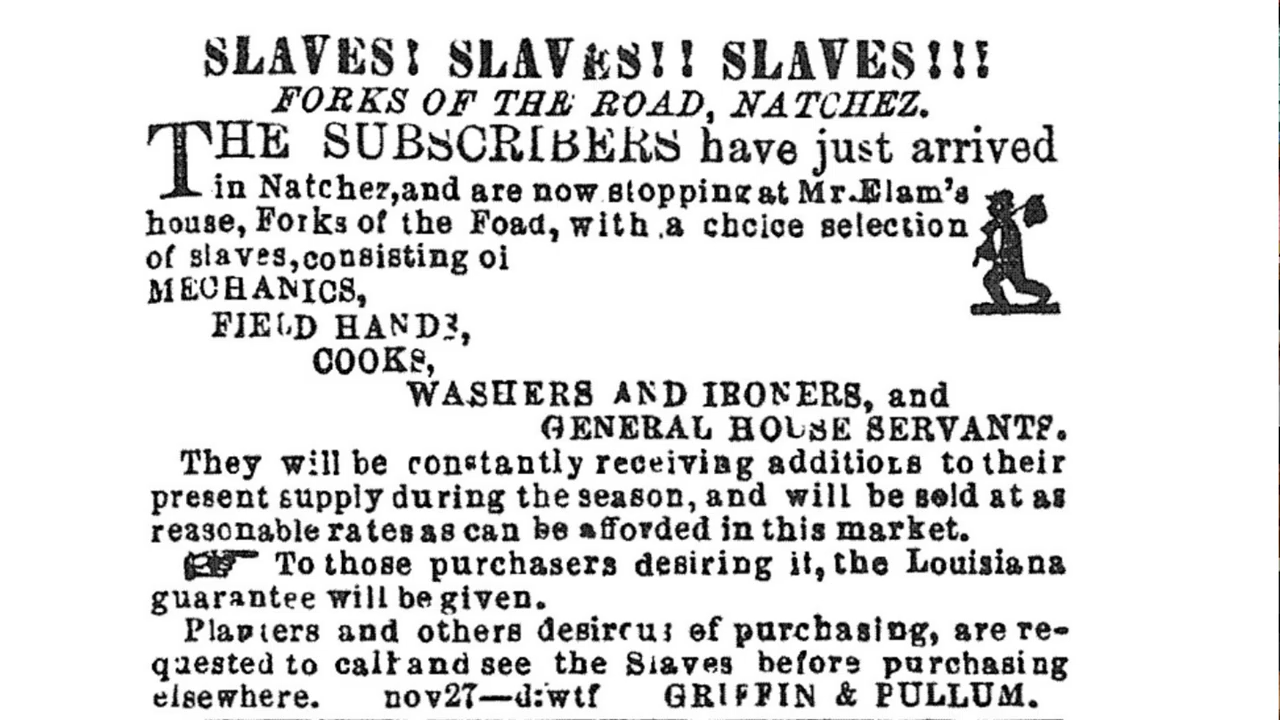 SLAVES! SLAVES!! SLAVES!!!
FORKS OF THE ROAD, NATCHEZ.
THE SUBSCRIBERS have just arrived
in Natchez, and are now stopping at Mr. Elam's
house, Forks of the Foad, with a choice selection
of slaves, consisting of
MECHANICS,
FIELD HANDS,
COOKS,
WASHERS AND IRONERS, and
GENERAL HOUSE SERVANTS.
They will be constantly receiving additions to their
present supply during the season, and will be sold at as
reasonable rates as can be afforded in this market.
To those purchasers desiring it, the Louisiana
guarantee will be given.
Planters and others desirous of purchasing, are re-
quested to call and see the Slaves before purchasing
elsewhere. nov27—d:wtf GRIFFIN & PULLUM.